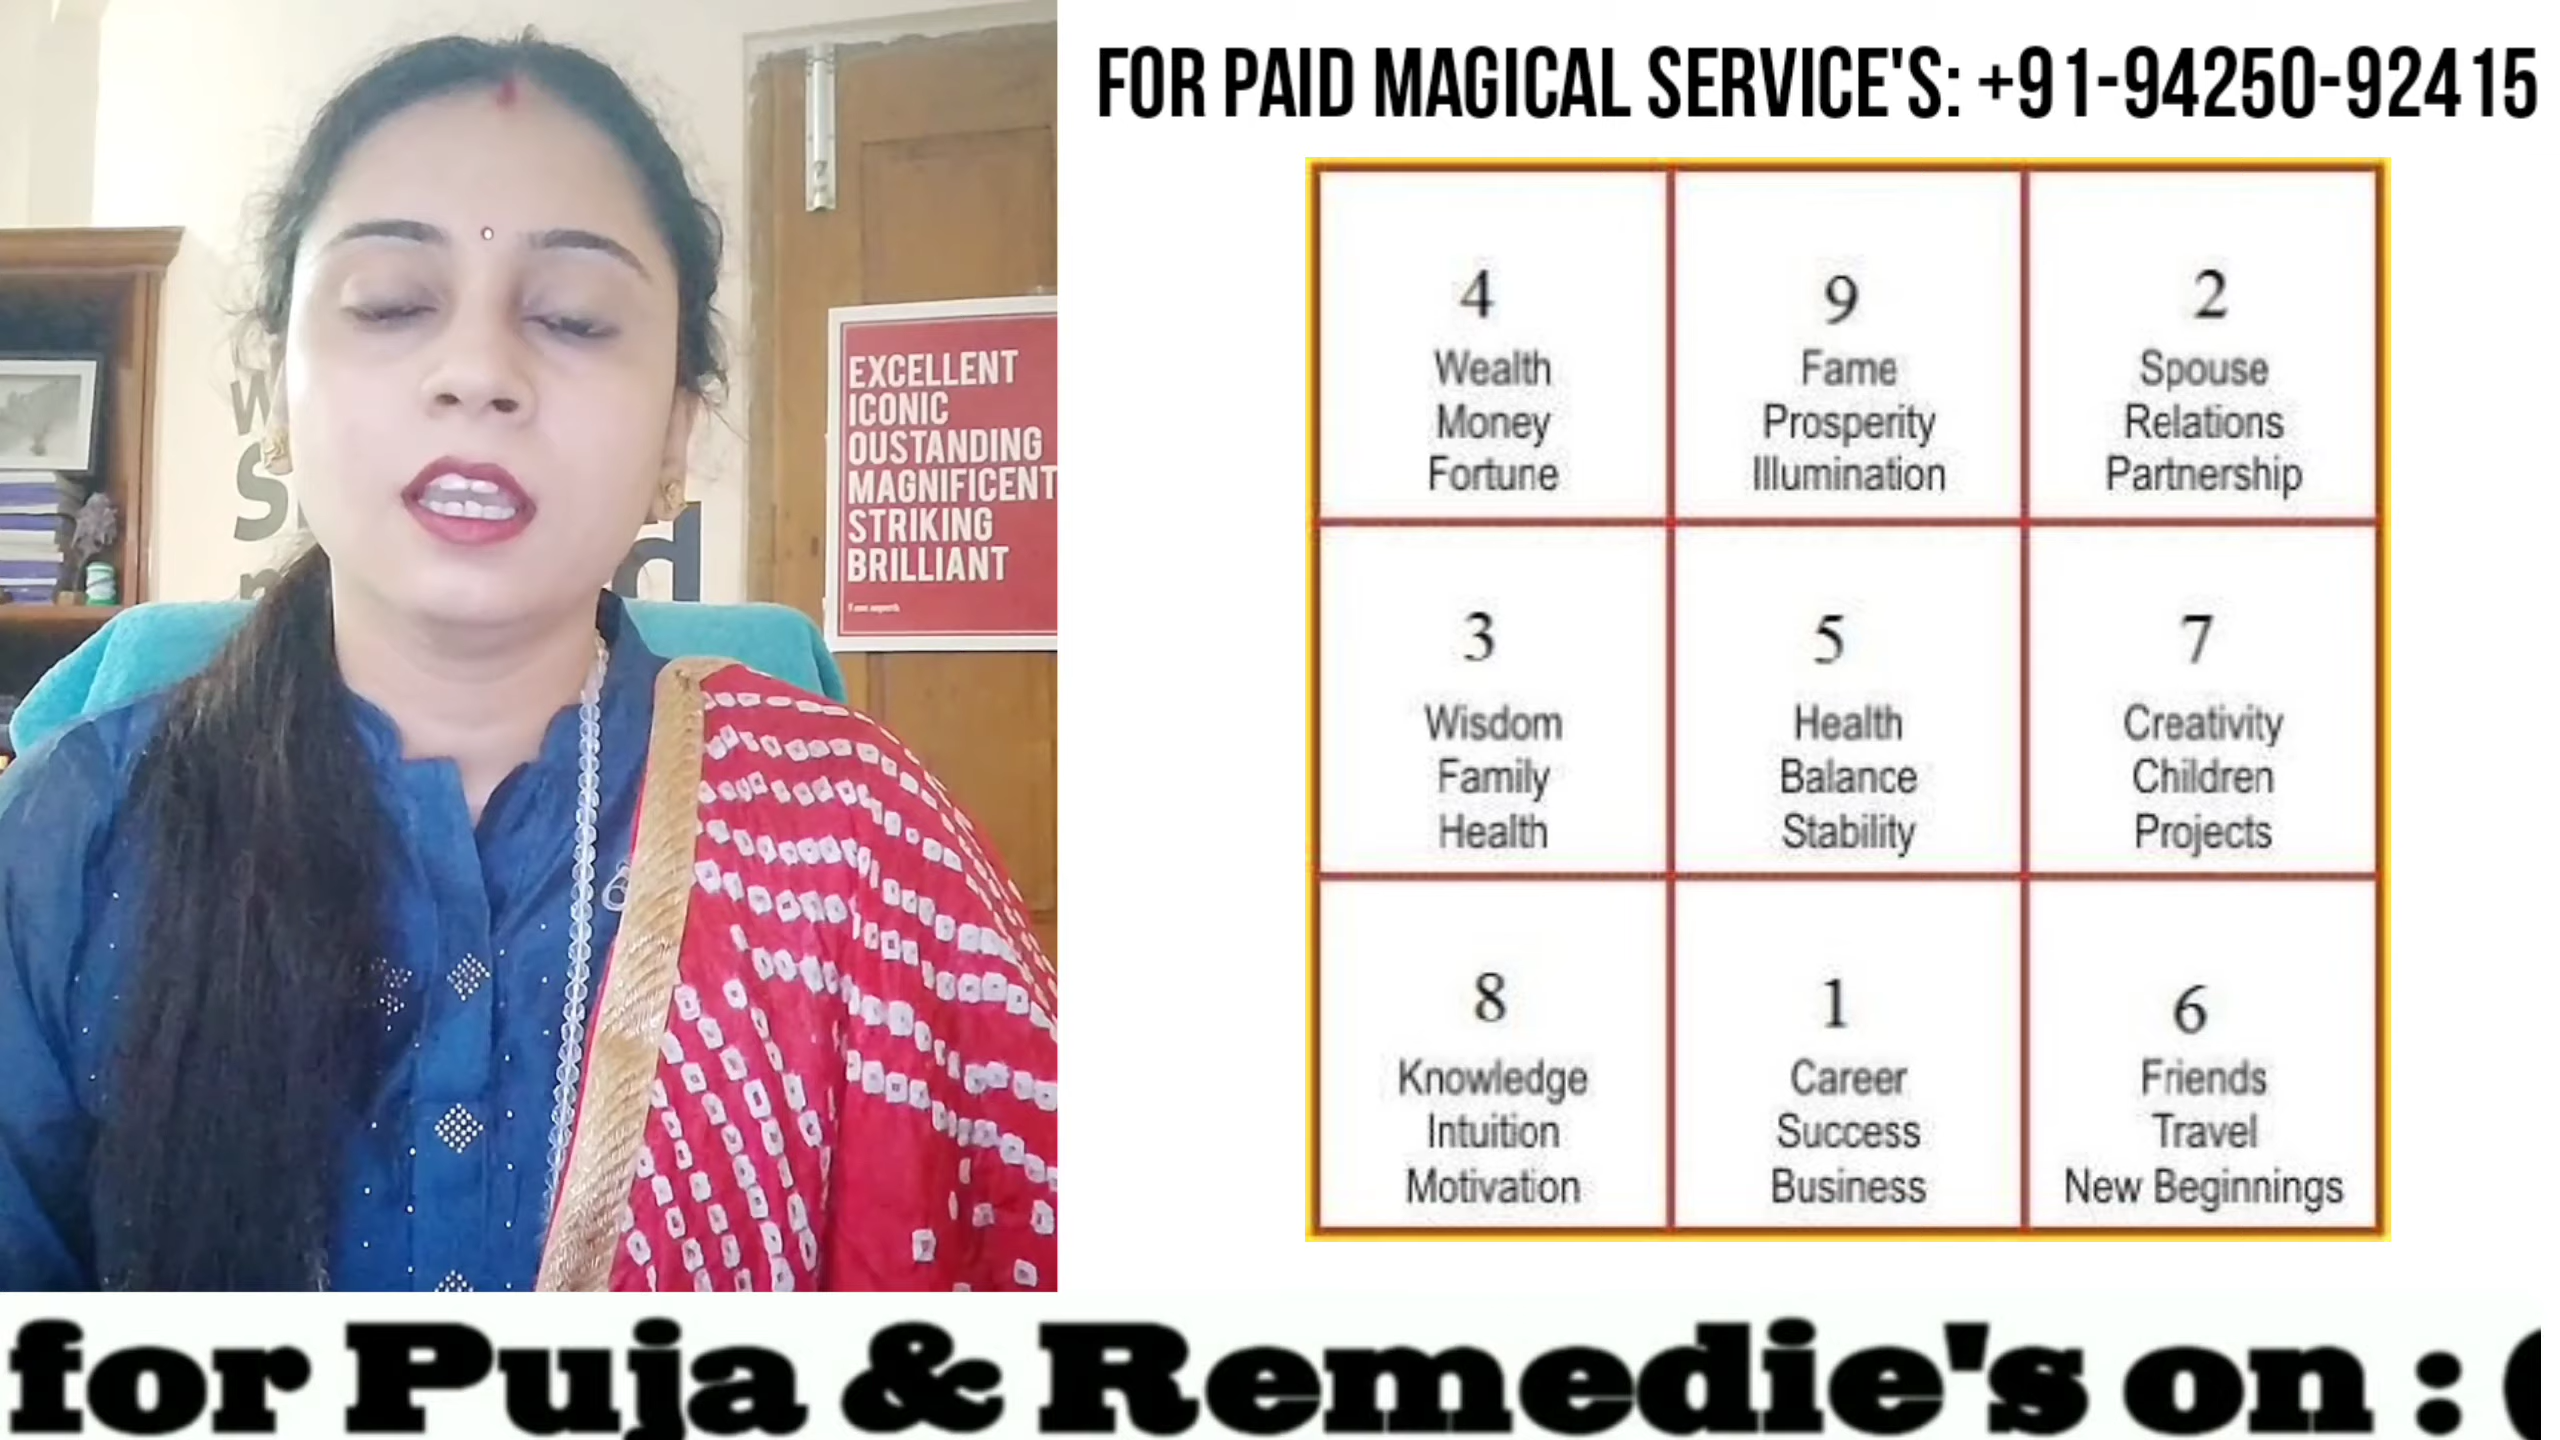 FOR PAID MAGICAL SERVICE'S: +91-94250-92415
EXCELLENT
ICONIC
OUSTANDING
MAGNIFICENT
STRIKING
BRILLIANT
4
Wealth
Money
Fortune
9
Fame
Prosperity
Illumination
2
Spouse
Relations
Partnership
3
Wisdom
Family
Health
5
Health
Balance
Stability
7
Creativity
Children
Projects
8
Knowledge
Intuition
Motivation
1
Career
Success
Business
6
Friends
Travel
New Beginnings
for Puja & Remedie's on : (